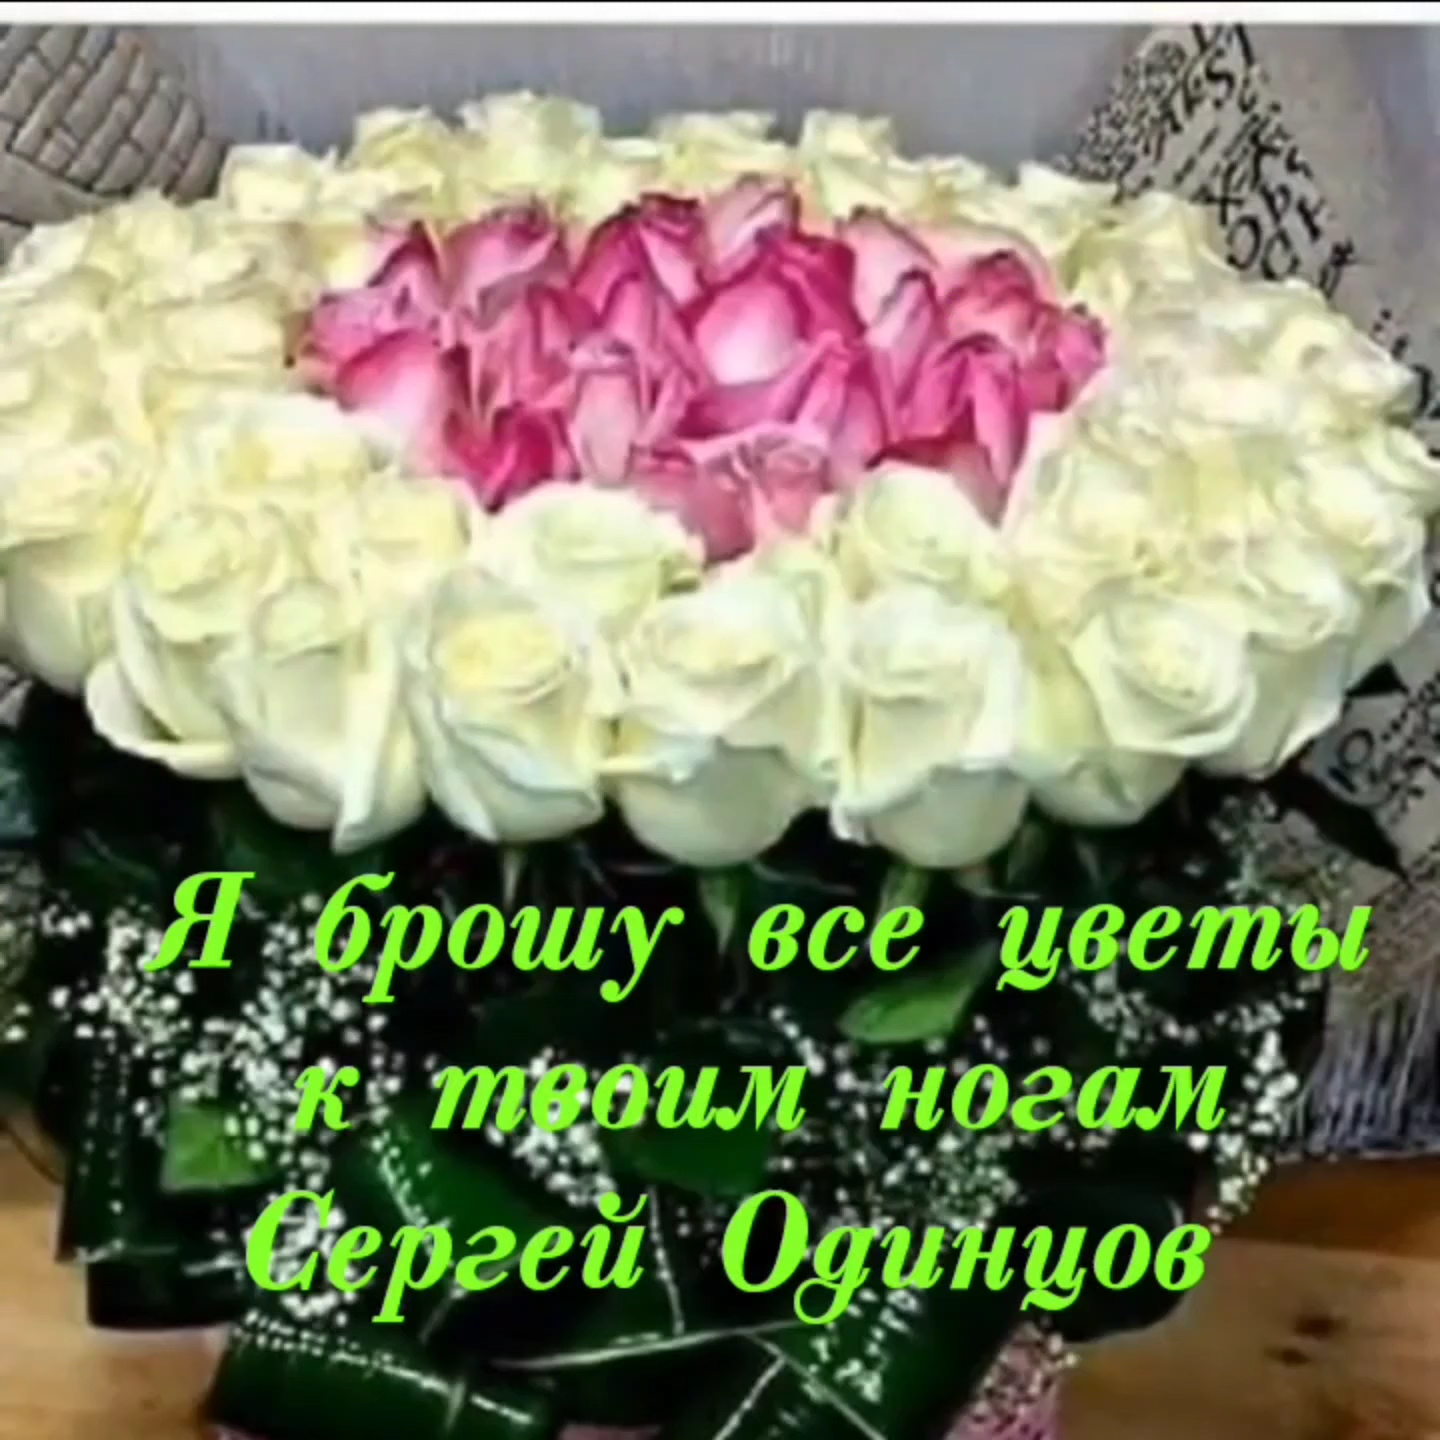 Я брошу все цветы
к твоим ногам
Сергей Одинцов